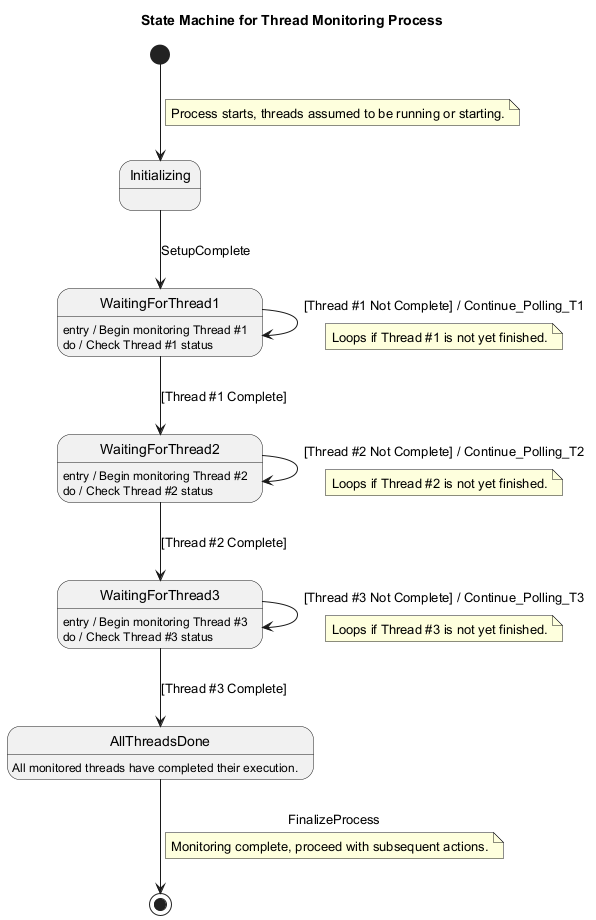 State Machine for Thread Monitoring Process
Process starts, threads assumed to be running or starting.
Initializing
SetupComplete
WaitingForThread1
entry / Begin monitoring Thread #1
do / Check Thread #1 status
[Thread #1 Not Complete] / Continue_Polling_T1
Loops if Thread #1 is not yet finished.
[Thread #1 Complete]
WaitingForThread2
entry / Begin monitoring Thread #2
do / Check Thread #2 status
[Thread #2 Not Complete] / Continue_Polling_T2
Loops if Thread #2 is not yet finished.
[Thread #2 Complete]
WaitingForThread3
entry / Begin monitoring Thread #3
do / Check Thread #3 status
[Thread #3 Not Complete] / Continue_Polling_T3
Loops if Thread #3 is not yet finished.
[Thread #3 Complete]
AllThreadsDone
All monitored threads have completed their execution.
FinalizeProcess
Monitoring complete, proceed with subsequent actions.